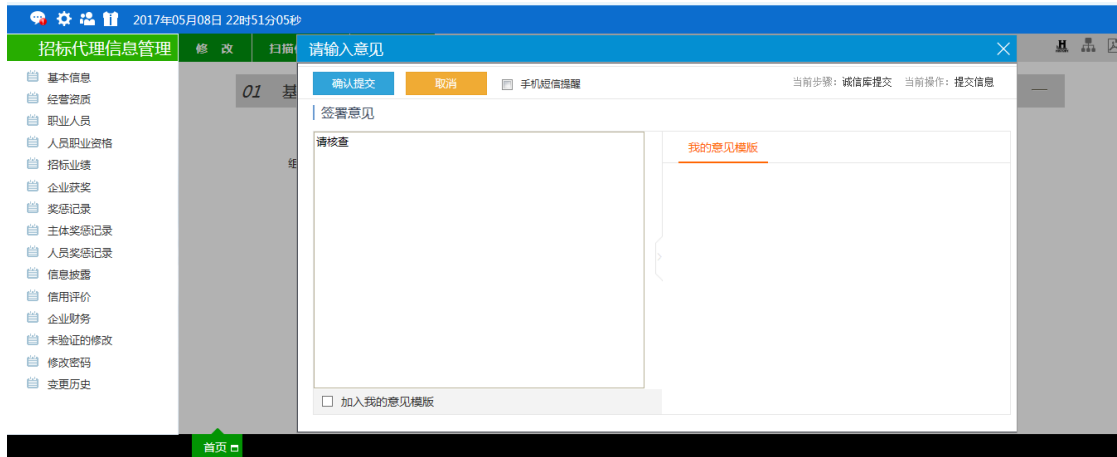 2017年05月08日 22时51分05秒
招标代理信息管理
修 改
扫描
请输入意见
确认提交
取消
手机短信提醒
当前步骤：诚信库提交 当前操作：提交信息
签署意见
请核查
我的意见模版
加入我的意见模版
01 基
组
基本信息
经营资质
职业人员
人员职业资格
招标业绩
企业获奖
奖惩记录
主体奖惩记录
人员奖惩记录
信息披露
信用评价
企业财务
未验证的修改
修改密码
变更历史
首页